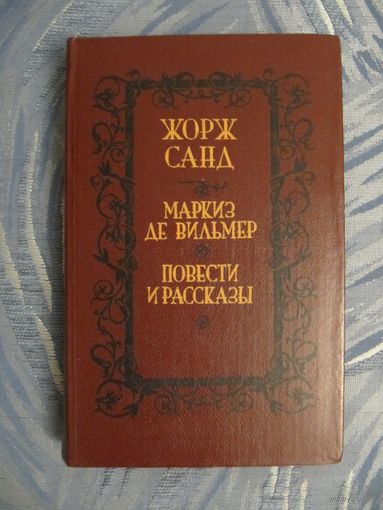 ЖОРЖ
САНД
МАРКИЗ
ДЕ ВИЛЬМЕР
ПОВЕСТИ
И РАССКАЗЫ